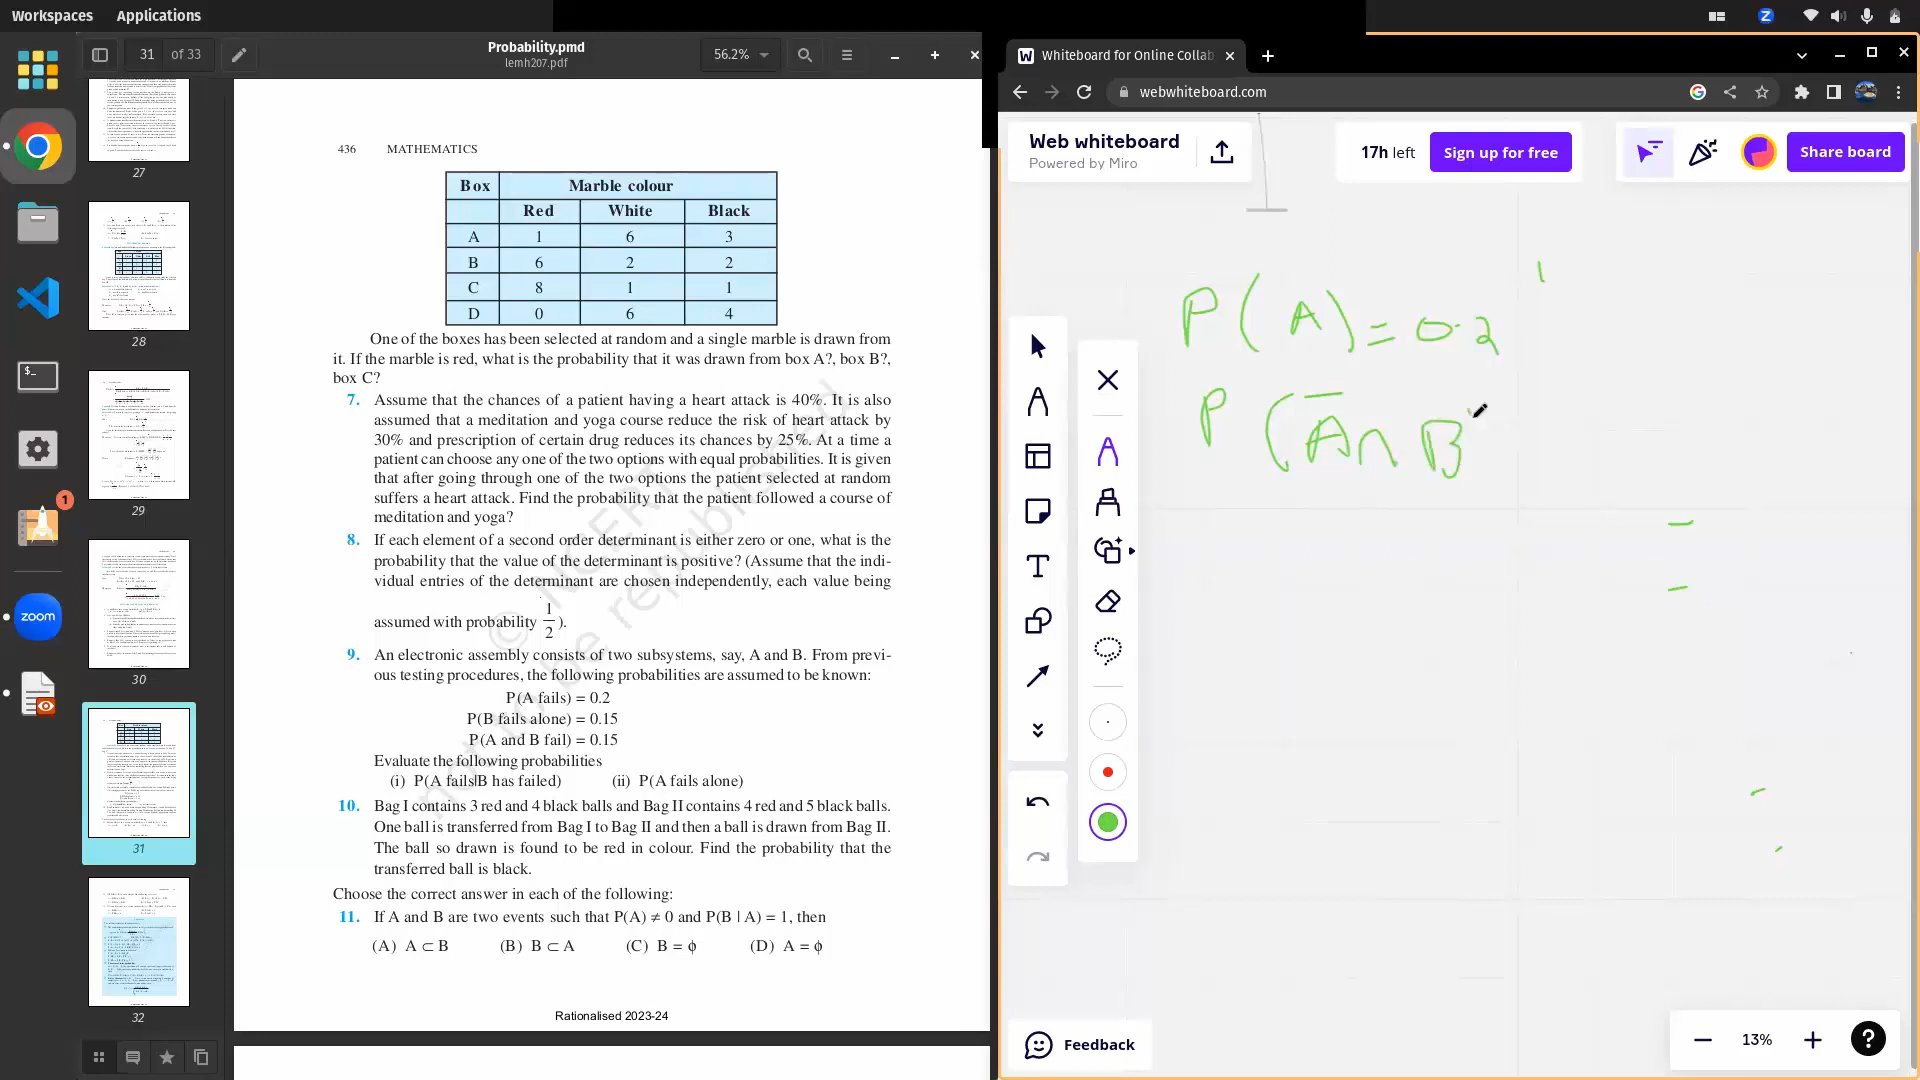 Workspaces Applications
31 of 33
Probability.pmd
lemh207.pdf
56.2%
27
28
29
30
31
32
1
zoom
436 MATHEMATICS
Box Marble colour
Red White Black
A 1 6 3
B 6 2 2
C 8 1 1
D 0 6 4
One of the boxes has been selected at random and a single marble is drawn from
it. If the marble is red, what is the probability that it was drawn from box A?, box B?,
box C?
7. Assume that the chances of a patient having a heart attack is 40%. It is also
assumed that a meditation and yoga course reduce the risk of heart attack by
30% and prescription of certain drug reduces its chances by 25%. At a time a
patient can choose any one of the two options with equal probabilities. It is given
that after going through one of the two options the patient selected at random
suffers a heart attack. Find the probability that the patient followed a course of
meditation and yoga?
8. If each element of a second order determinant is either zero or one, what is the
probability that the value of the determinant is positive? (Assume that the indi-
vidual entries of the determinant are chosen independently, each value being
assumed with probability 1/2 ).
9. An electronic assembly consists of two subsystems, say, A and B. From previ-
ous testing procedures, the following probabilities are assumed to be known:
P(A fails) = 0.2
P(B fails alone) = 0.15
P(A and B fail) = 0.15
Evaluate the following probabilities
(i) P(A fails|B has failed) (ii) P(A fails alone)
10. Bag I contains 3 red and 4 black balls and Bag II contains 4 red and 5 black balls.
One ball is transferred from Bag I to Bag II and then a ball is drawn from Bag II.
The ball so drawn is found to be red in colour. Find the probability that the
transferred ball is black.
Choose the correct answer in each of the following:
11. If A and B are two events such that P(A) ≠ 0 and P(B | A) = 1, then
(A) A ⊂ B (B) B ⊂ A (C) B = ϕ (D) A = ϕ
© NCERT
not to be republished
Rationalised 2023-24
Whiteboard for Online Collab
webwhiteboard.com
Web whiteboard
Powered by Miro
17h left
Sign up for free
Share board
P(A) = 0.2
P(A̅ ∩ B
Feedback
13%